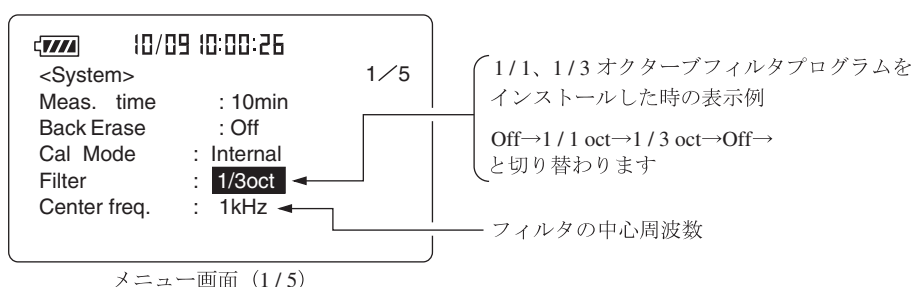 10/09 10:00:26
<System> 1/5
Meas. time : 10min
Back Erase : Off
Cal Mode : Internal
Filter : 1/3oct
Center freq. : 1kHz
メニュー画面（1 / 5）
1 / 1、1 / 3 オクターブフィルタプログラムを
インストールした時の表示例
Off→1 / 1 oct→1 / 3 oct→Off→
と切り替わります
フィルタの中心周波数